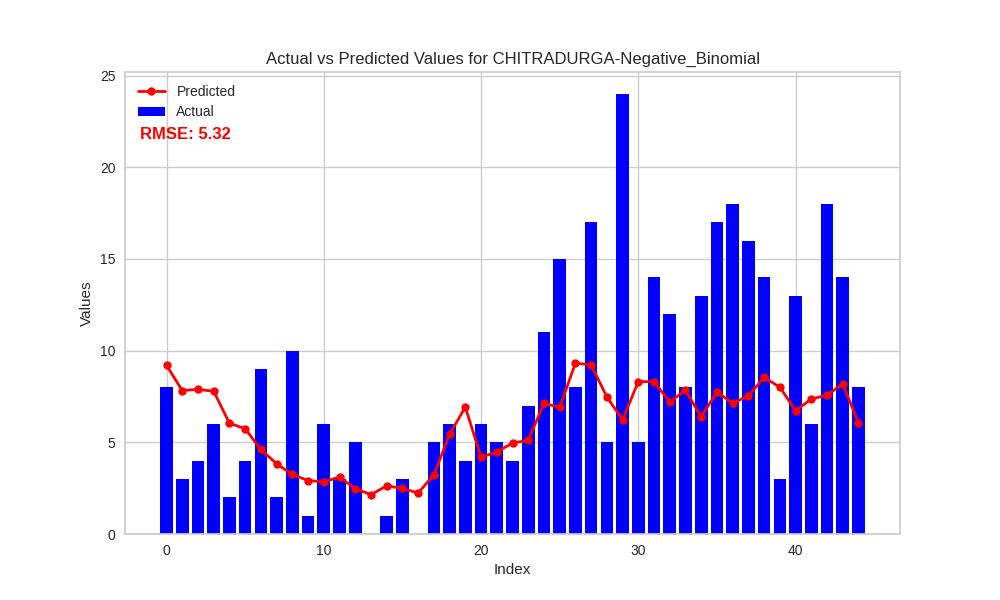 Actual vs Predicted Values for CHITRADURGA-Negative_Binomial
Predicted
Actual
RMSE: 5.32
Values
25
20
15
10
5
0
0 10 20 30 40
Index